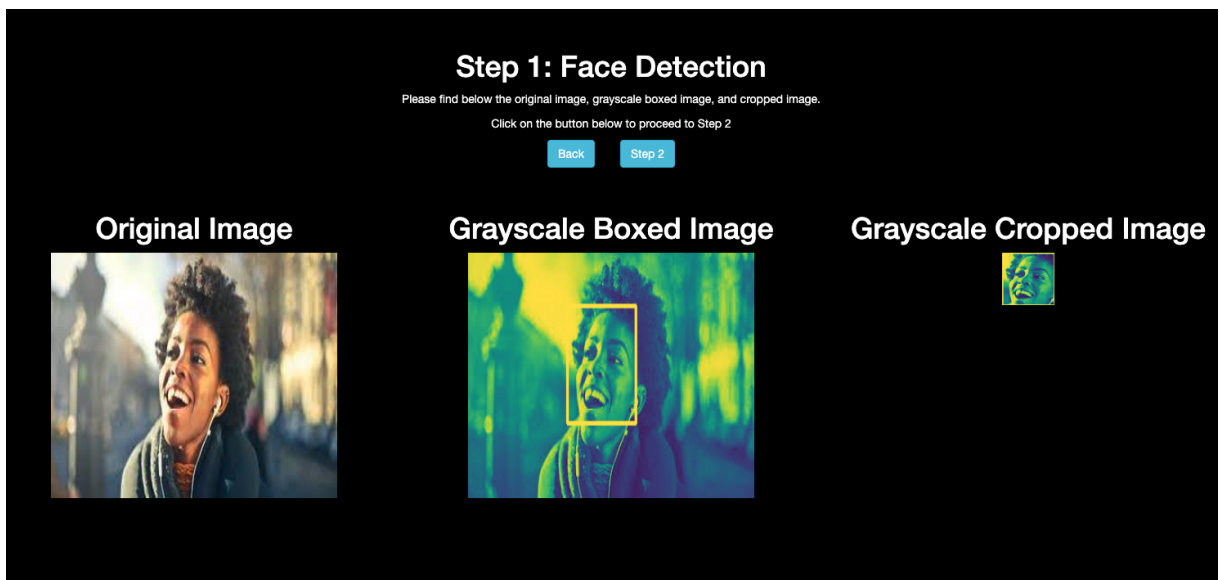 Step 1: Face Detection
Please find below the original image, grayscale boxed image, and cropped image.
Click on the button below to proceed to Step 2
Back
Step 2
Original Image
Grayscale Boxed Image
Grayscale Cropped Image